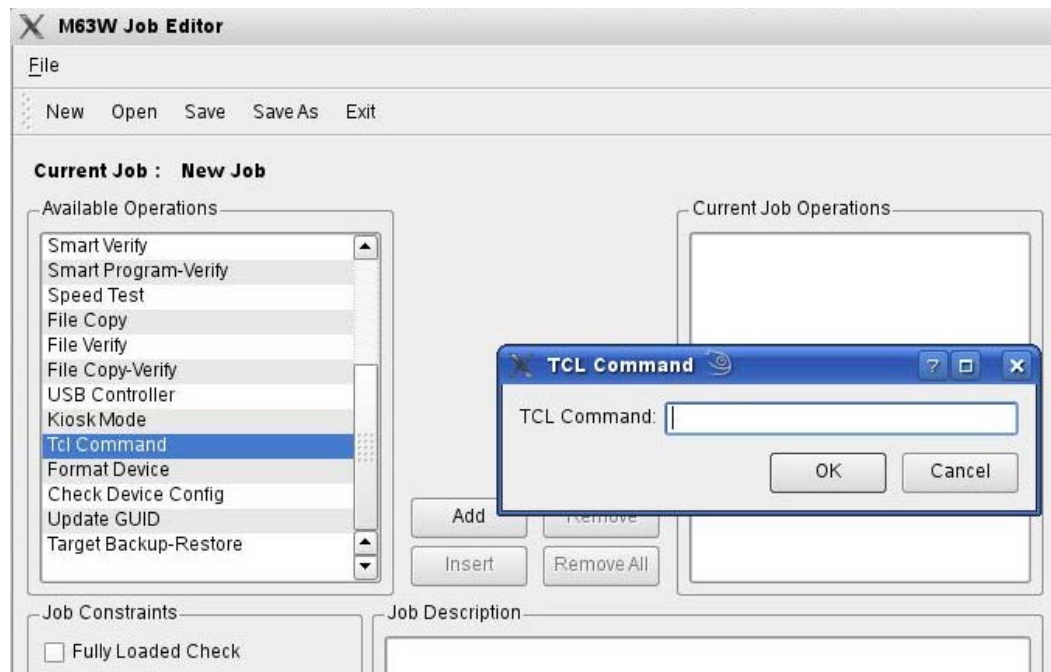 M63W Job Editor
File
New Open Save Save As Exit
Current Job : New Job
Available Operations
Smart Verify
Smart Program-Verify
Speed Test
File Copy
File Verify
File Copy-Verify
USB Controller
Kiosk Mode
Tcl Command
Format Device
Check Device Config
Update GUID
Target Backup-Restore
Current Job Operations
TCL Command
?
TCL Command:
OK Cancel
Add Remove
Insert Remove All
Job Constraints
Fully Loaded Check
Job Description